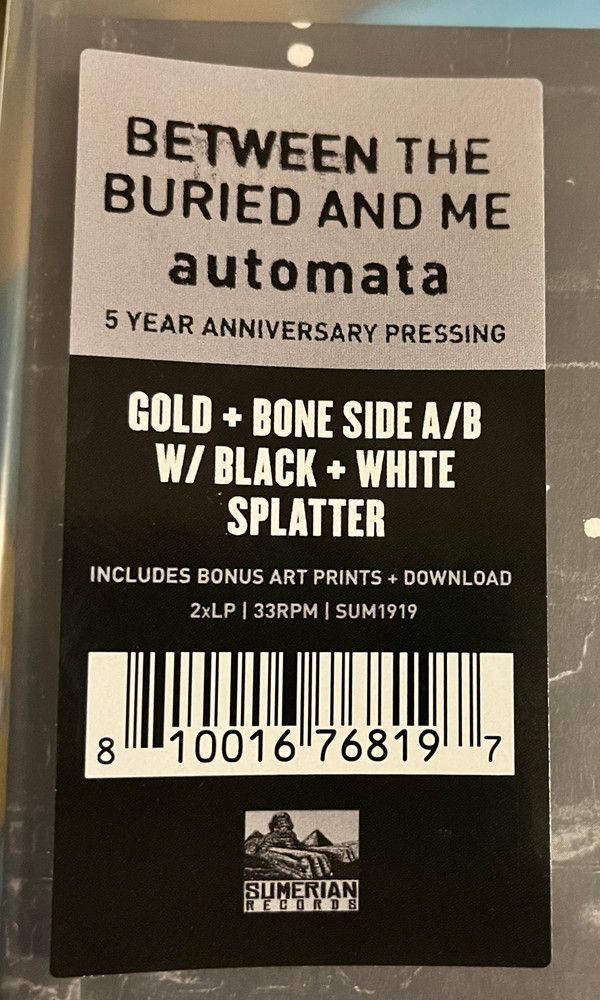 BETWEEN THE
BURIED AND ME
automata
5 YEAR ANNIVERSARY PRESSING
GOLD + BONE SIDE A/B
W/ BLACK + WHITE
SPLATTER
INCLUDES BONUS ART PRINTS + DOWNLOAD
2xLP | 33RPM | SUM1919
8 10016 76819 7
SUMERIAN
RECORDS